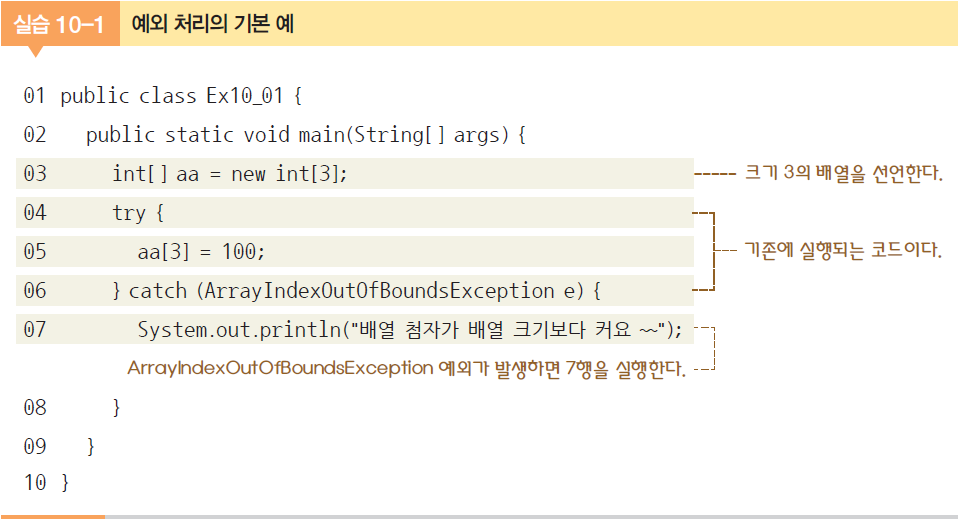 실습 10-1 예외 처리의 기본 예
01 public class Ex10_01 {
02 public static void main(String[] args) {
03 int[] aa = new int[3]; 크기 3의 배열을 선언한다.
04 try {
05 aa[3] = 100; 기존에 실행되는 코드이다.
06 } catch (ArrayIndexOutOfBoundsException e) {
07 System.out.println("배열 첨자가 배열 크기보다 커요 ~~");
ArrayIndexOutOfBoundsException 예외가 발생하면 7행을 실행한다.
08 }
09 }
10 }